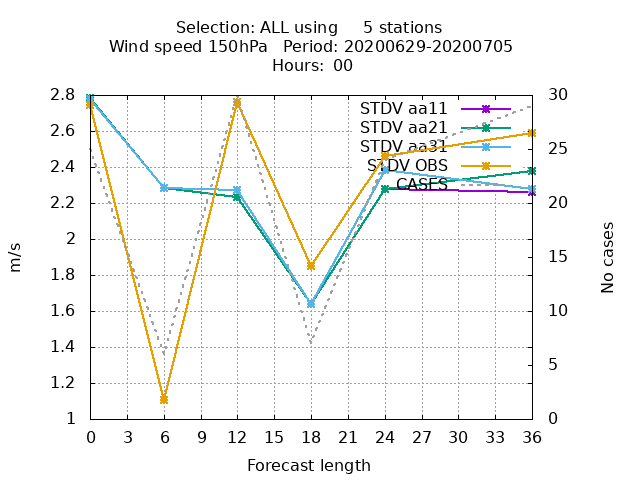 Selection: ALL using 5 stations
Wind speed 150hPa Period: 20200629-20200705
Hours: 00
2.8
2.6
2.4
2.2
2
1.8
1.6
1.4
1.2
1
m/s
STDV aa11
STDV aa21
STDV aa31
STDV OBS
CASES
30
25
20
15
10
5
0
No cases
0 3 6 9 12 15 18 21 24 27 30 33 36
Forecast length